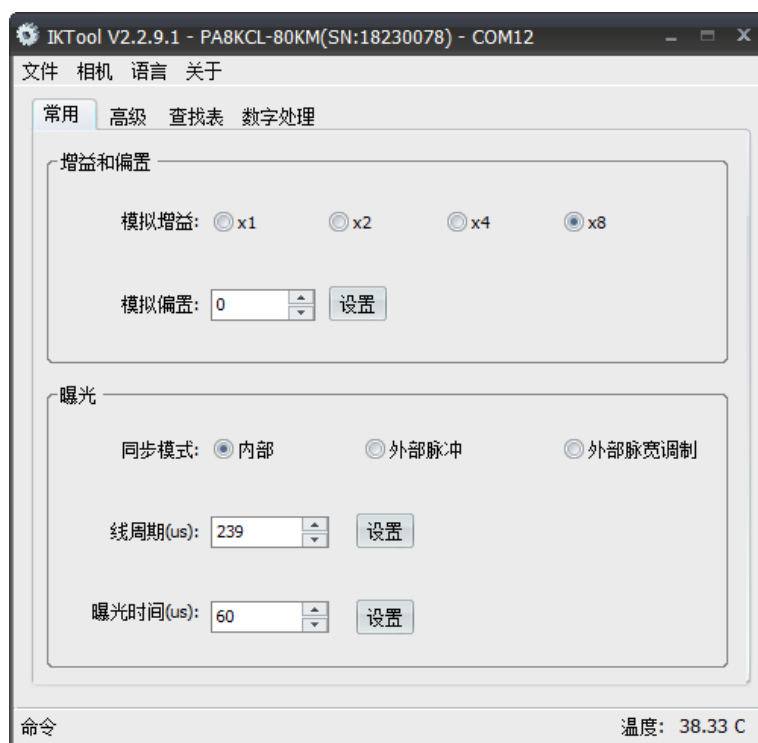 IKTool V2.2.9.1 - PA8KCL-80KM(SN:18230078) - COM12
文件 相机 语言 关于
常用 高级 查找表 数字处理
增益和偏置
模拟增益: x1 x2 x4 x8
模拟偏置: 0 设置
曝光
同步模式: 内部 外部脉冲 外部脉宽调制
线周期(us): 239 设置
曝光时间(us): 60 设置
命令 温度: 38.33 C